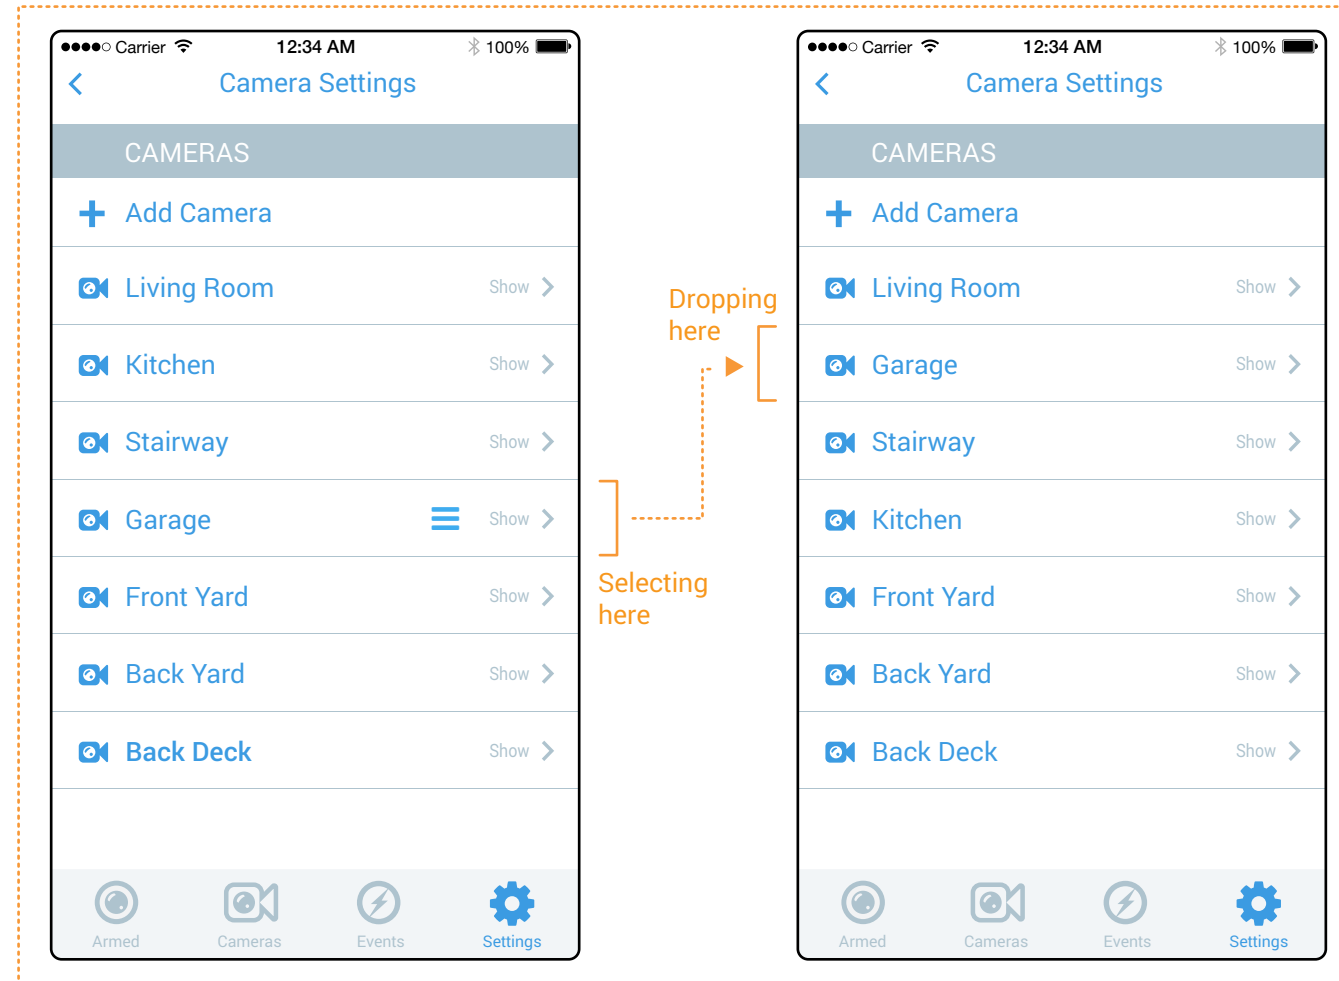 Carrier 12:34 AM 100%
Camera Settings
CAMERAS
Add Camera
Living Room Show
Kitchen Show
Stairway Show
Garage Show
Front Yard Show
Back Yard Show
Back Deck Show
Armed Cameras Events Settings
Dropping
here
Selecting
here
Carrier 12:34 AM 100%
Camera Settings
CAMERAS
Add Camera
Living Room Show
Garage Show
Stairway Show
Kitchen Show
Front Yard Show
Back Yard Show
Back Deck Show
Armed Cameras Events Settings